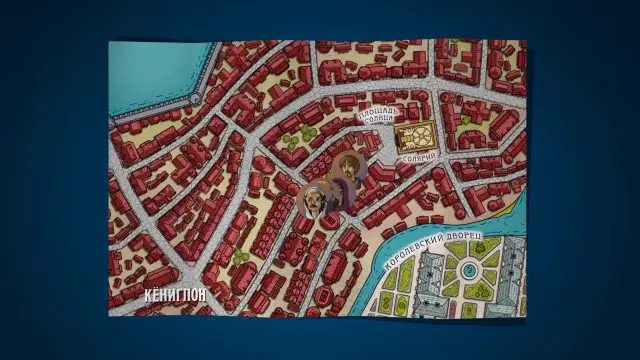 ПЛОЩАДЬ
СОЛНЦА
СОЛЯРИЙ
КОРОЛЕВСКИЙ ДВОРЕЦ
КЁНИГПОН